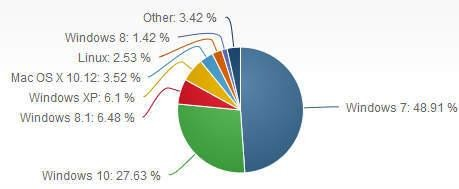 Other: 3.42 %
Windows 8: 1.42 %
Linux: 2.53 %
Mac OS X 10.12: 3.52 %
Windows XP: 6.1 %
Windows 8.1: 6.48 %
Windows 7: 48.91 %
Windows 10: 27.63 %